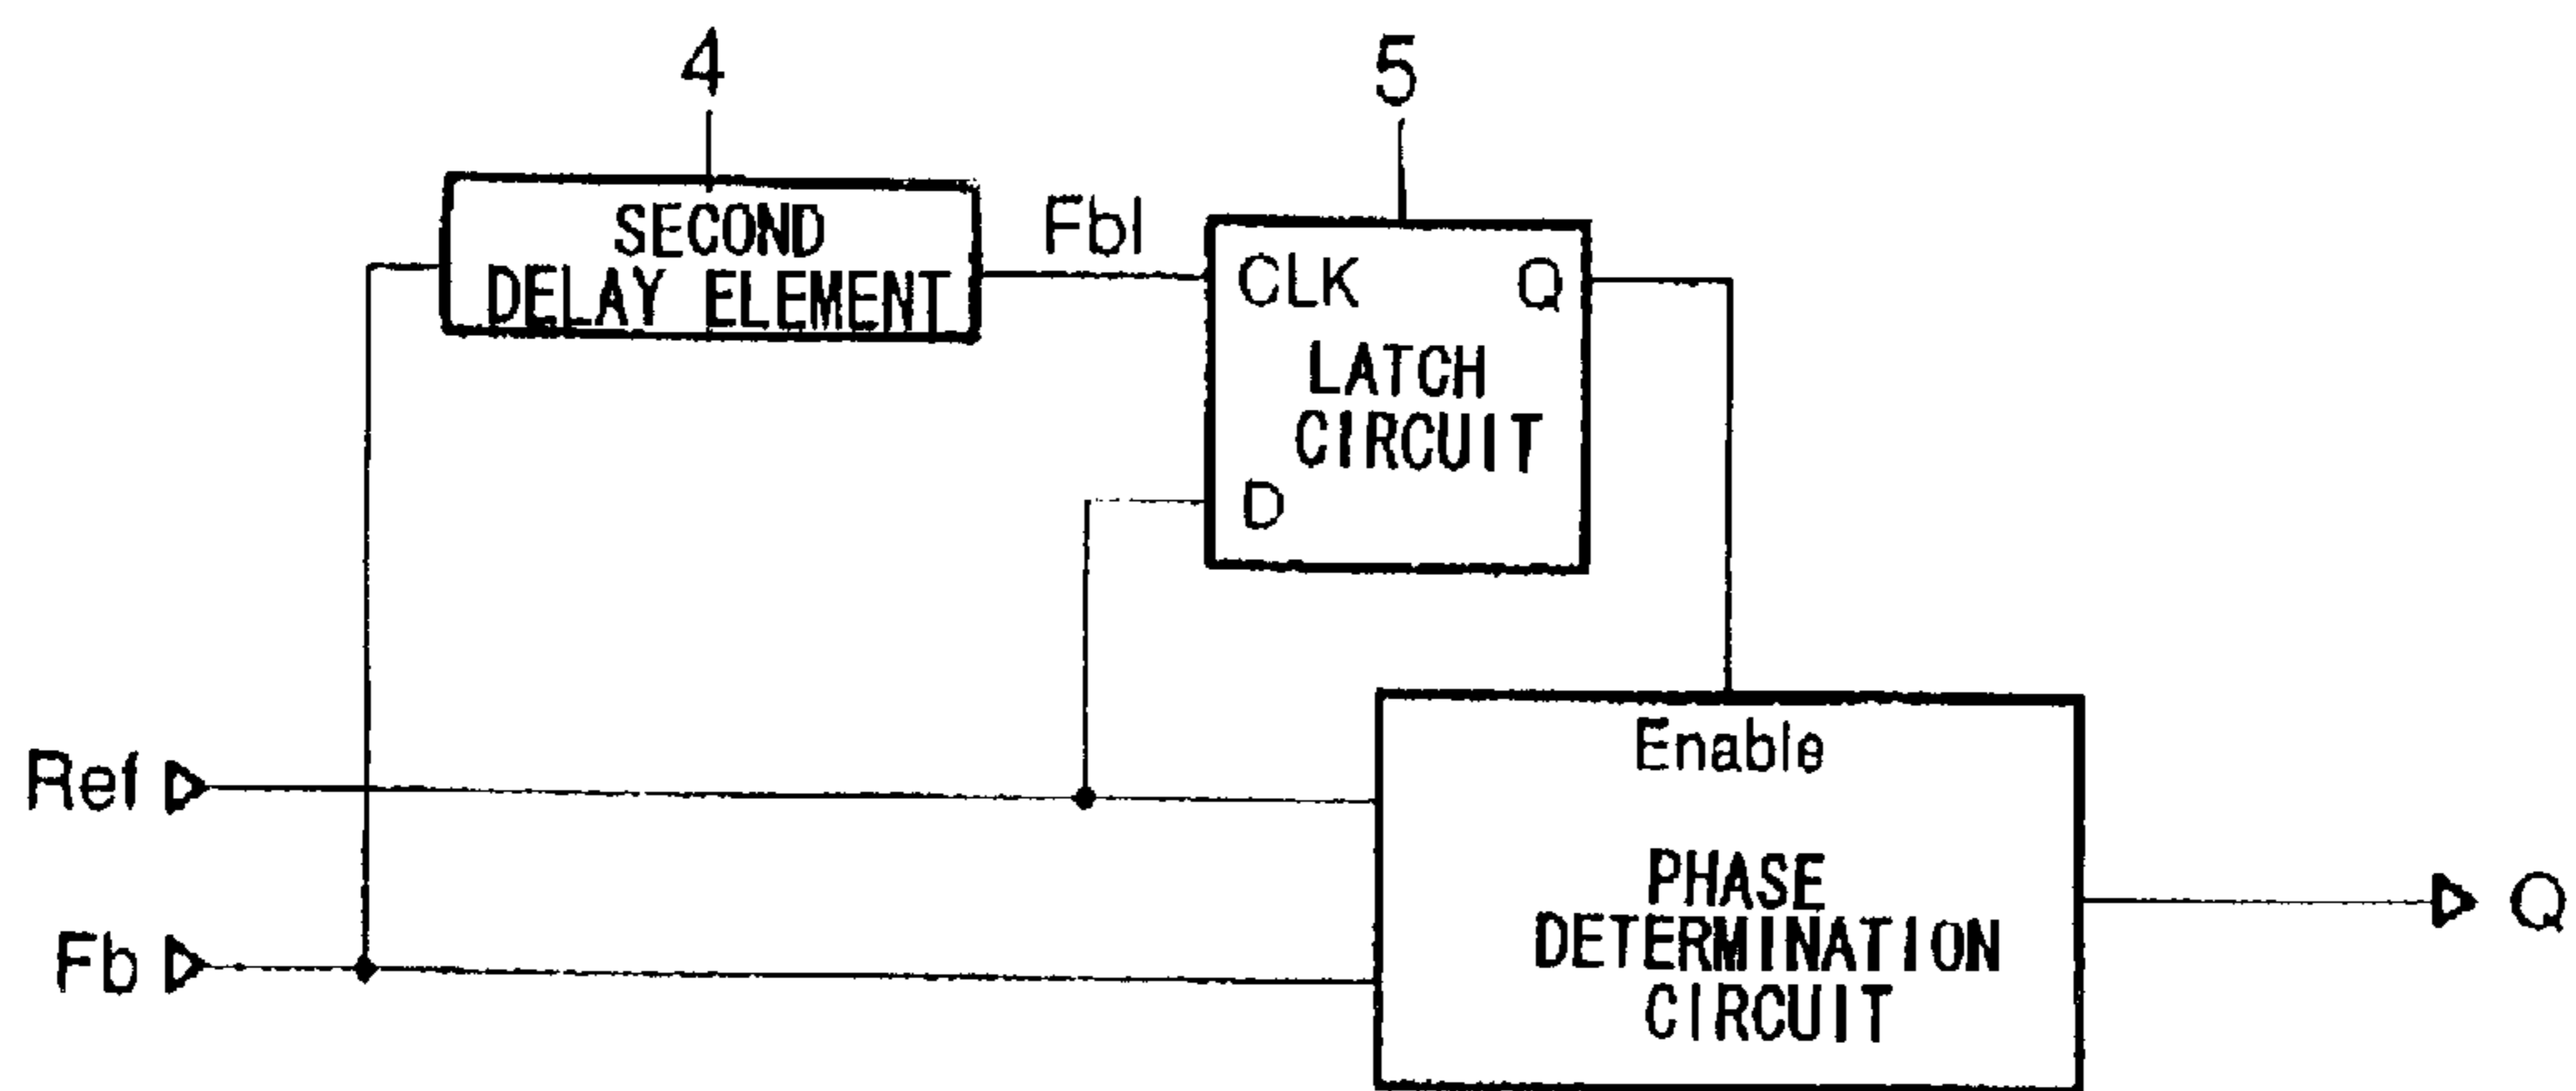 4
5
SECOND
DELAY ELEMENT
Fbl
CLK
Q
LATCH
CIRCUIT
D
Ref
Enable
PHASE
DETERMINATION
CIRCUIT
Fb
Q